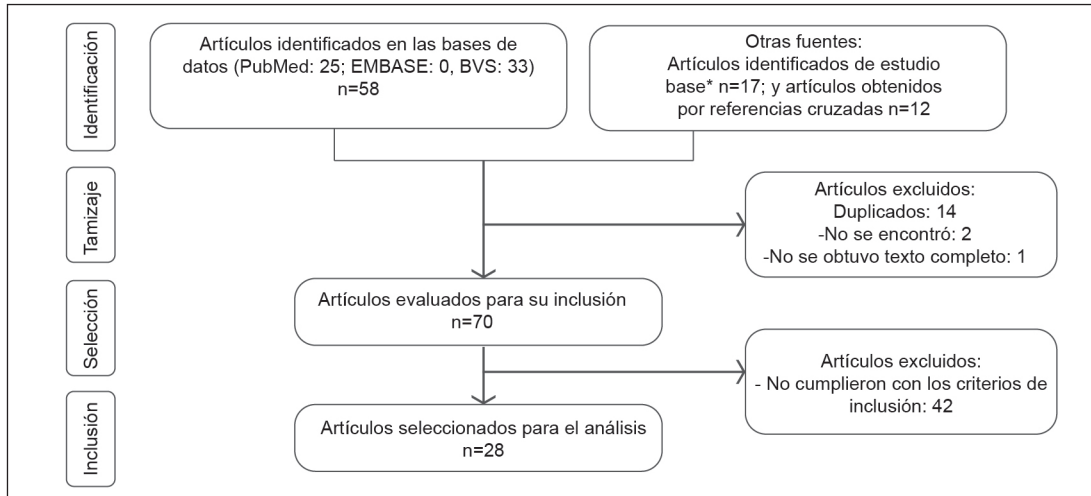 Identificación
Artículos identificados en las bases de
datos (PubMed: 25; EMBASE: 0, BVS: 33)
n=58
Otras fuentes:
Artículos identificados de estudio
base* n=17; y artículos obtenidos
por referencias cruzadas n=12
Tamizaje
Artículos excluidos:
Duplicados: 14
-No se encontró: 2
-No se obtuvo texto completo: 1
Selección
Artículos evaluados para su inclusión
n=70
Artículos excluidos:
- No cumplieron con los criterios de
inclusión: 42
Inclusión
Artículos seleccionados para el análisis
n=28